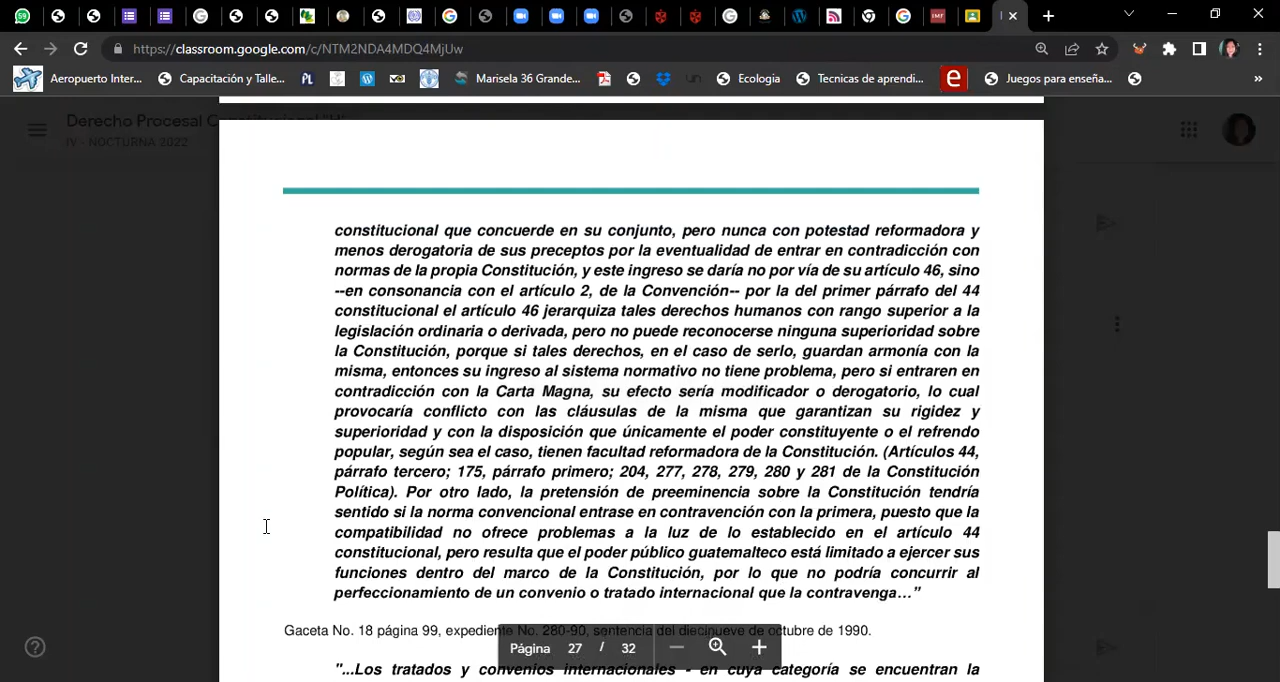 59
https://classroom.google.com/c/NTM2NDA4MDQ4MjUw
Aeropuerto Inter... Capacitación y Talle... PL Marisela 36 Grande... Ecologia Tecnicas de aprendi... e Juegos para enseña... »
Derecho Procesal
IV - NOCTURNA 2022
constitucional que concuerde en su conjunto, pero nunca con potestad reformadora y
menos derogatoria de sus preceptos por la eventualidad de entrar en contradicción con
normas de la propia Constitución, y este ingreso se daría no por vía de su artículo 46, sino
--en consonancia con el artículo 2, de la Convención-- por la del primer párrafo del 44
constitucional el artículo 46 jerarquiza tales derechos humanos con rango superior a la
legislación ordinaria o derivada, pero no puede reconocerse ninguna superioridad sobre
la Constitución, porque si tales derechos, en el caso de serlo, guardan armonía con la
misma, entonces su ingreso al sistema normativo no tiene problema, pero si entraren en
contradicción con la Carta Magna, su efecto sería modificador o derogatorio, lo cual
provocaría conflicto con las cláusulas de la misma que garantizan su rigidez y
superioridad y con la disposición que únicamente el poder constituyente o el refrendo
popular, según sea el caso, tienen facultad reformadora de la Constitución. (Artículos 44,
párrafo tercero; 175, párrafo primero; 204, 277, 278, 279, 280 y 281 de la Constitución
Política). Por otro lado, la pretensión de preeminencia sobre la Constitución tendría
sentido si la norma convencional entrase en contravención con la primera, puesto que la
compatibilidad no ofrece problemas a la luz de lo establecido en el artículo 44
constitucional, pero resulta que el poder público guatemalteco está limitado a ejercer sus
funciones dentro del marco de la Constitución, por lo que no podría concurrir al
perfeccionamiento de un convenio o tratado internacional que la contravenga…”
Gaceta No. 18 página 99, expediente No. 280-90, sentencia del diecinueve de octubre de 1990.
Página 27 / 32
"...Los tratados y convenios internacionales - en cuya categoría se encuentran la